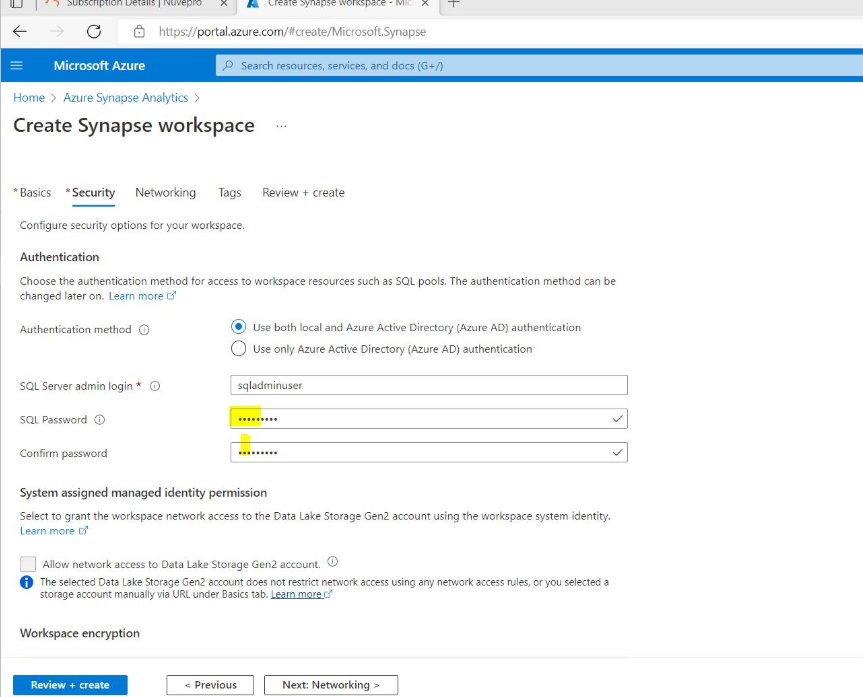 Subscription Details | Nuvepro
Create Synapse workspace - Mic
https://portal.azure.com/#create/Microsoft.Synapse
Microsoft Azure
Search resources, services, and docs (G+/)
Home > Azure Synapse Analytics >
Create Synapse workspace ...
* Basics * Security Networking Tags Review + create
Configure security options for your workspace.
Authentication
Choose the authentication method for access to workspace resources such as SQL pools. The authentication method can be
changed later on. Learn more
Authentication method
Use both local and Azure Active Directory (Azure AD) authentication
Use only Azure Active Directory (Azure AD) authentication
SQL Server admin login *
sqladminuser
SQL Password
•••••••••
Confirm password
•••••••••
System assigned managed identity permission
Select to grant the workspace network access to the Data Lake Storage Gen2 account using the workspace system identity.
Learn more
Allow network access to Data Lake Storage Gen2 account.
The selected Data Lake Storage Gen2 account does not restrict network access using any network access rules, or you selected a
storage account manually via URL under Basics tab. Learn more
Workspace encryption
Review + create
< Previous
Next: Networking >